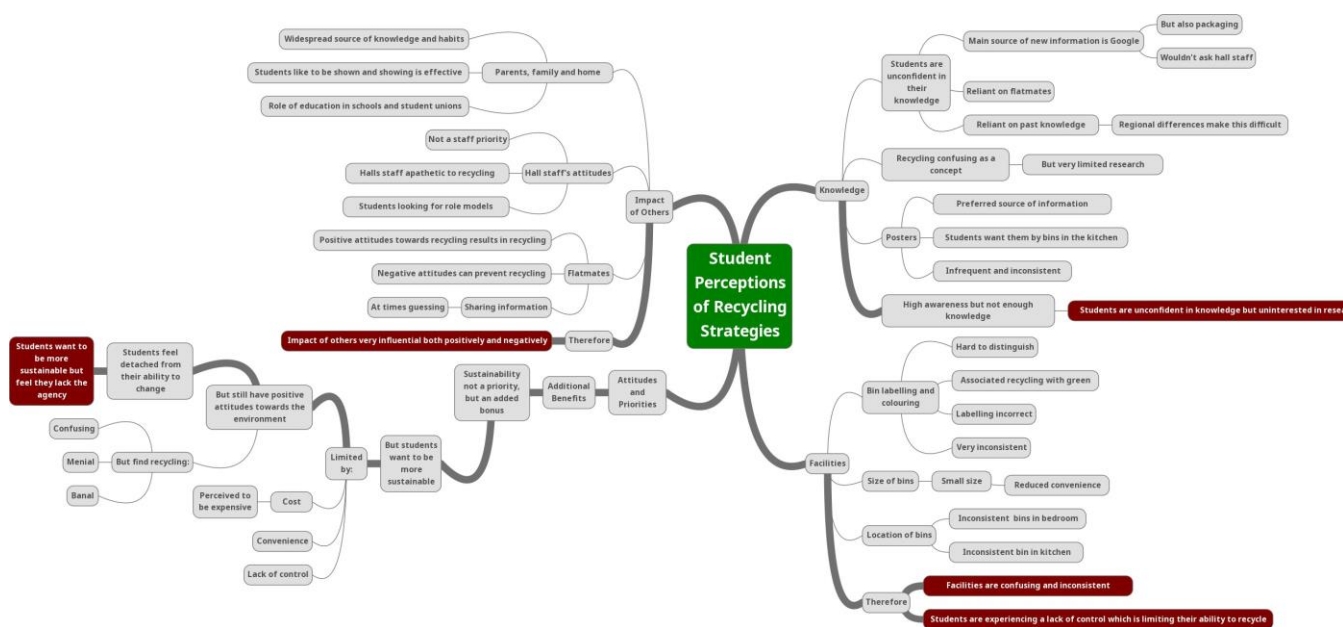 Student
Perceptions
of Recycling
Strategies
Impact
of Others
Parents, family and home
Widespread source of knowledge and habits
Students like to be shown and showing is effective
Role of education in schools and student unions
Hall staff's attitudes
Not a staff priority
Halls staff apathetic to recycling
Students looking for role models
Flatmates
Positive attitudes towards recycling results in recycling
Negative attitudes can prevent recycling
Sharing information
At times guessing
Therefore
Impact of others very influential both positively and negatively
Attitudes
and
Priorities
Additional
Benefits
Sustainability
not a priority,
but an added
bonus
But students
want to be
more
sustainable
Limited
by:
But still have positive
attitudes towards the
environment
Students feel
detached from
their ability to
change
Students want to
be more
sustainable but
feel they lack the
agency
But find recycling:
Confusing
Menial
Banal
Cost
Perceived to
be expensive
Convenience
Lack of control
Knowledge
Students are
unconfident in
their
knowledge
Main source of new information is Google
But also packaging
Wouldn't ask hall staff
Reliant on flatmates
Reliant on past knowledge
Regional differences make this difficult
Recycling confusing as a
concept
But very limited research
Posters
Preferred source of information
Students want them by bins in the kitchen
Infrequent and inconsistent
High awareness but not enough
knowledge
Students are unconfident in knowledge but uninterested in
Facilities
Bin labelling and
colouring
Hard to distinguish
Associated recycling with green
Labelling incorrect
Very inconsistent
Size of bins
Small size
Reduced convenience
Location of bins
Inconsistent bins in bedroom
Inconsistent bin in kitchen
Therefore
Facilities are confusing and inconsistent
Students are experiencing a lack of control which is limiting their ability to recycle